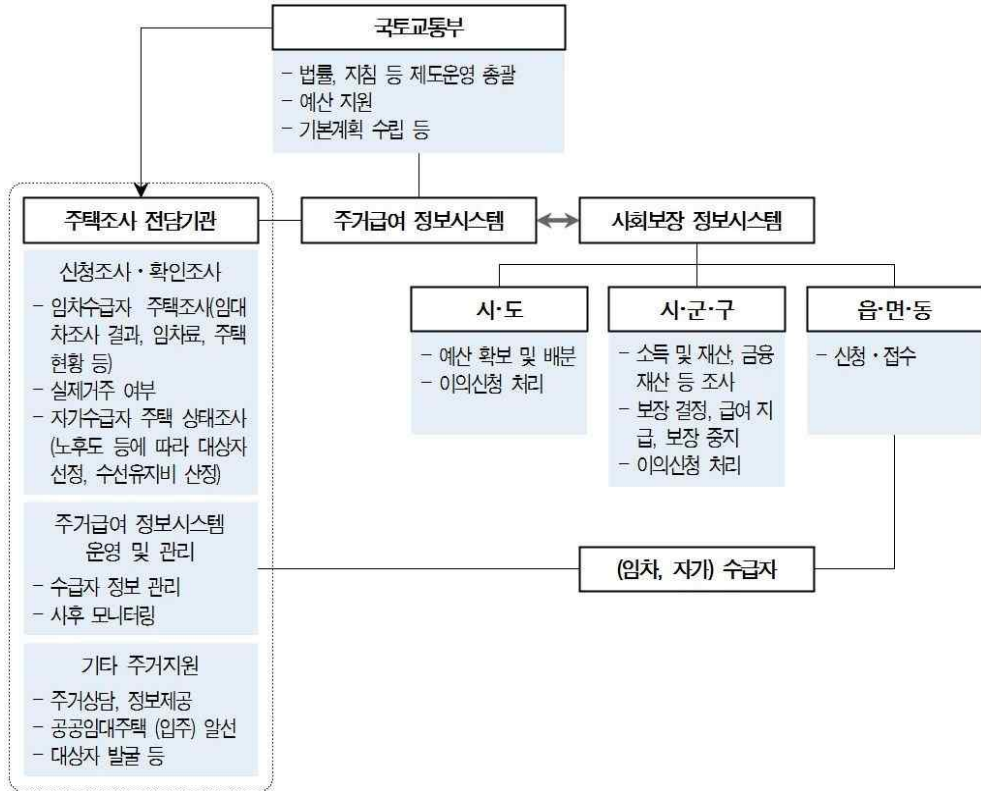 국토교통부
- 법률, 지침 등 제도운영 총괄
- 예산 지원
- 기본계획 수립 등
주택조사 전담기관
주거급여 정보시스템
사회보장 정보시스템
신청조사·확인조사
- 임차수급자 주택조사(임대
차조사 결과, 임차료, 주택
현황 등)
- 실제거주 여부
- 자가수급자 주택 상태조사
(노후도 등에 따라 대상자
선정, 수선유지비 산정)
시·도
- 예산 확보 및 배분
- 이의신청 처리
시·군·구
- 소득 및 재산, 금융
재산 등 조사
- 보장 결정, 급여 지
급, 보장 중지
- 이의신청 처리
읍·면·동
- 신청·접수
주거급여 정보시스템
운영 및 관리
- 수급자 정보 관리
- 사후 모니터링
(임차, 자가) 수급자
기타 주거지원
- 주거상담, 정보제공
- 공공임대주택 (입주) 알선
- 대상자 발굴 등